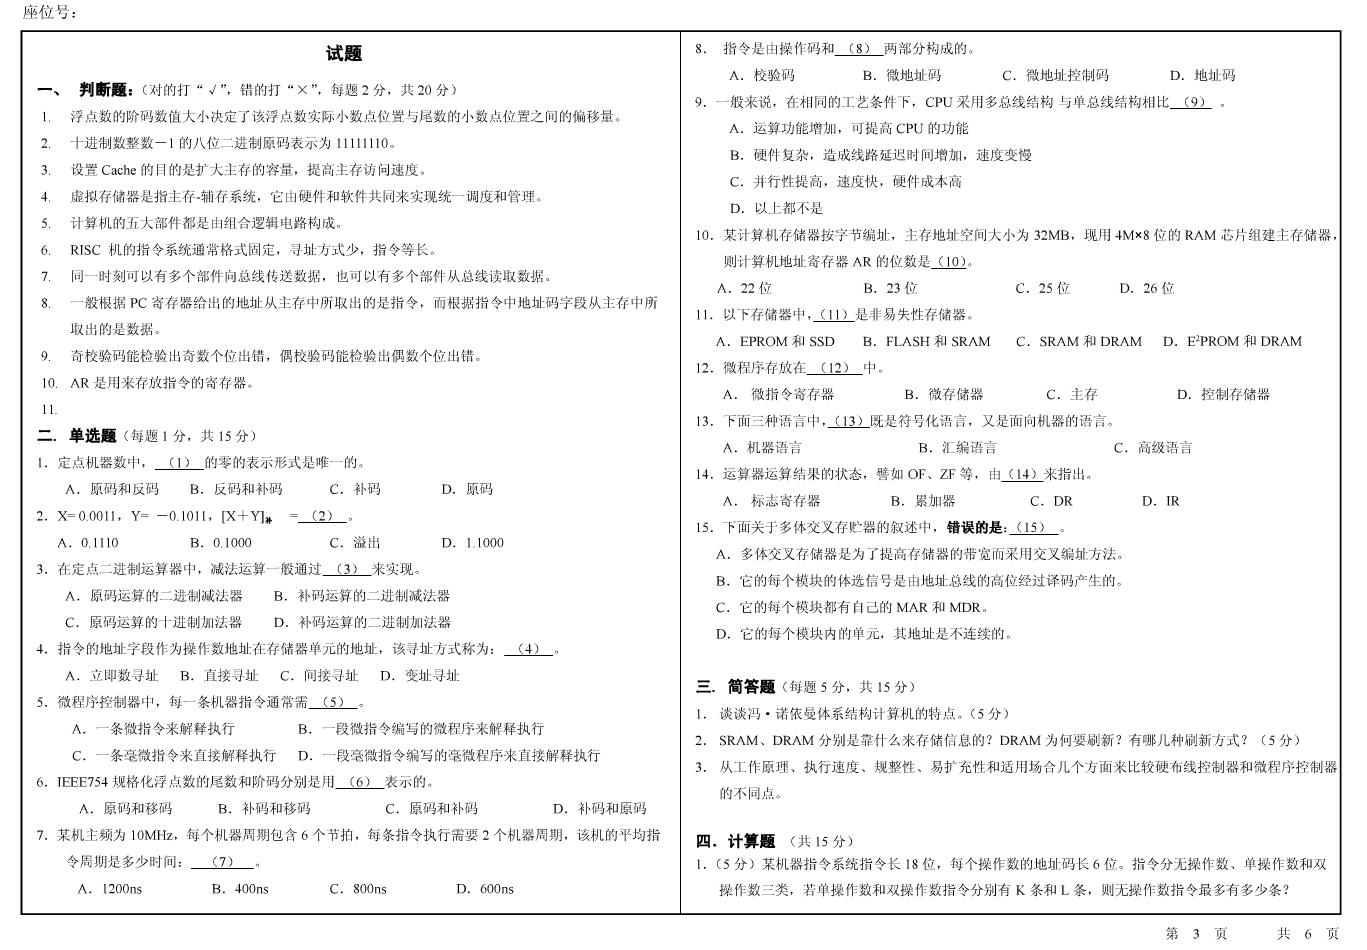 座位号：
试题
一、 判断题：（对的打“√”，错的打“×”，每题 2 分，共 20 分）
1. 浮点数的阶码数值大小决定了该浮点数实际小数点位置与尾数的小数点位置之间的偏移量。
2. 十进制数整数－1 的八位二进制原码表示为 11111110。
3. 设置 Cache 的目的是扩大主存的容量，提高主存访问速度。
4. 虚拟存储器是指主存-辅存系统，它由硬件和软件共同来实现统一调度和管理。
5. 计算机的五大部件都是由组合逻辑电路构成。
6. RISC 机的指令系统通常格式固定，寻址方式少，指令等长。
7. 同一时刻可以有多个部件向总线传送数据，也可以有多个部件从总线读取数据。
8. 一般根据 PC 寄存器给出的地址从主存中所取出的是指令，而根据指令中地址码字段从主存中所
取出的是数据。
9. 奇校验码能检验出奇数个位出错，偶校验码能检验出偶数个位出错。
10. AR 是用来存放指令的寄存器。
11.
二. 单选题（每题 1 分，共 15 分）
1．定点机器数中，（1）的零的表示形式是唯一的。
A．原码和反码 B．反码和补码 C．补码 D．原码
2．X= 0.0011，Y= －0.1011，[X＋Y]补 =（2）。
A．0.1110 B．0.1000 C．溢出 D．1.1000
3．在定点二进制运算器中，减法运算一般通过（3）来实现。
A．原码运算的二进制减法器 B．补码运算的二进制减法器
C．原码运算的十进制加法器 D．补码运算的二进制加法器
4．指令的地址字段作为操作数地址在存储器单元的地址，该寻址方式称为：（4）。
A．立即数寻址 B．直接寻址 C．间接寻址 D．变址寻址
5．微程序控制器中，每一条机器指令通常需（5）。
A．一条微指令来解释执行 B．一段微指令编写的微程序来解释执行
C．一条毫微指令来直接解释执行 D．一段毫微指令编写的毫微程序来直接解释执行
6．IEEE754 规格化浮点数的尾数和阶码分别是用（6）表示的。
A．原码和移码 B．补码和移码 C．原码和补码 D．补码和原码
7．某机主频为 10MHz，每个机器周期包含 6 个节拍，每条指令执行需要 2 个机器周期，该机的平均指
令周期是多少时间：（7）。
A．1200ns B．400ns C．800ns D．600ns
8． 指令是由操作码和（8）两部分构成的。
A．校验码 B．微地址码 C．微地址控制码 D．地址码
9．一般来说，在相同的工艺条件下，CPU 采用多总线结构 与单总线结构相比（9）。
A．运算功能增加，可提高 CPU 的功能
B．硬件复杂，造成线路延迟时间增加，速度变慢
C．并行性提高，速度快，硬件成本高
D．以上都不是
10．某计算机存储器按字节编址，主存地址空间大小为 32MB，现用 4M×8 位的 RAM 芯片组建主存储器，
则计算机地址寄存器 AR 的位数是（10）。
A．22 位 B．23 位 C．25 位 D．26 位
11．以下存储器中，（11）是非易失性存储器。
A．EPROM 和 SSD B．FLASH 和 SRAM C．SRAM 和 DRAM D．E²PROM 和 DRAM
12．微程序存放在（12）中。
A． 微指令寄存器 B．微存储器 C．主存 D．控制存储器
13．下面三种语言中，（13）既是符号化语言，又是面向机器的语言。
A．机器语言 B．汇编语言 C．高级语言
14．运算器运算结果的状态，譬如 OF、ZF 等，由（14）来指出。
A． 标志寄存器 B．累加器 C．DR D．IR
15．下面关于多体交叉存贮器的叙述中，错误的是：（15）。
A．多体交叉存储器是为了提高存储器的带宽而采用交叉编址方法。
B．它的每个模块的体选信号是由地址总线的高位经过译码产生的。
C．它的每个模块都有自己的 MAR 和 MDR。
D．它的每个模块内的单元，其地址是不连续的。
三. 简答题（每题 5 分，共 15 分）
1． 谈谈冯·诺依曼体系结构计算机的特点。（5 分）
2． SRAM、DRAM 分别是靠什么来存储信息的？DRAM 为何要刷新？有哪几种刷新方式？（5 分）
3． 从工作原理、执行速度、规整性、易扩充性和适用场合几个方面来比较硬布线控制器和微程序控制器
的不同点。
四．计算题 （共 15 分）
1．（5 分）某机器指令系统指令长 18 位，每个操作数的地址码长 6 位。指令分无操作数、单操作数和双
操作数三类，若单操作数和双操作数指令分别有 K 条和 L 条，则无操作数指令最多有多少条？
第 3 页 共 6 页